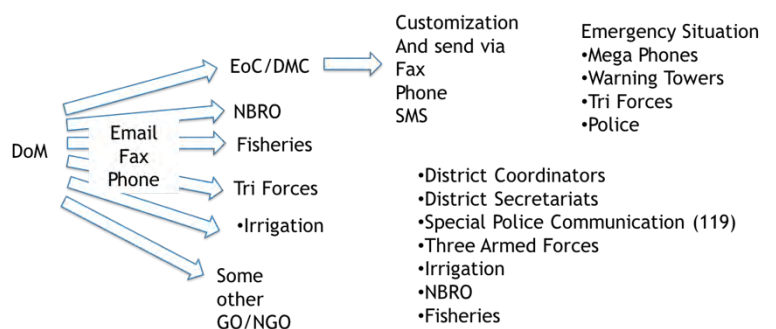 DoM
Email
Fax
Phone
EoC/DMC
NBRO
Fisheries
Tri Forces
•Irrigation
Some
other
GO/NGO
Customization
And send via
Fax
Phone
SMS
Emergency Situation
•Mega Phones
•Warning Towers
•Tri Forces
•Police
•District Coordinators
•District Secretariats
•Special Police Communication (119)
•Three Armed Forces
•Irrigation
•NBRO
•Fisheries